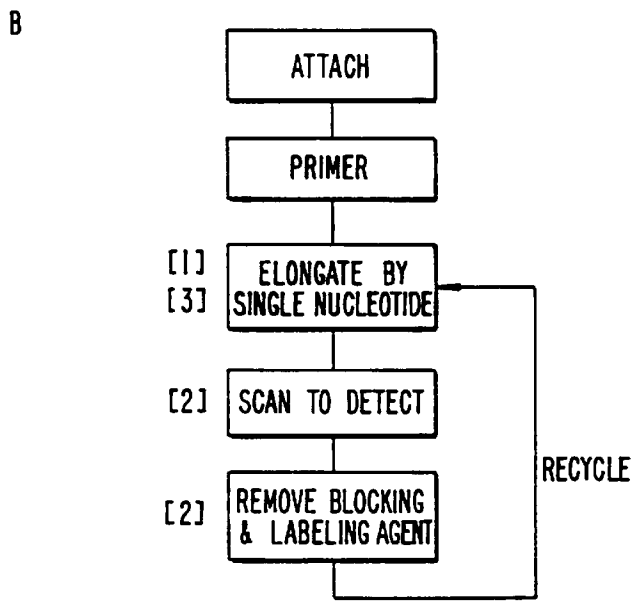 B
ATTACH
PRIMER
[1]
[3]
ELONGATE BY
SINGLE NUCLEOTIDE
[2]
SCAN TO DETECT
RECYCLE
[2]
REMOVE BLOCKING
& LABELING AGENT